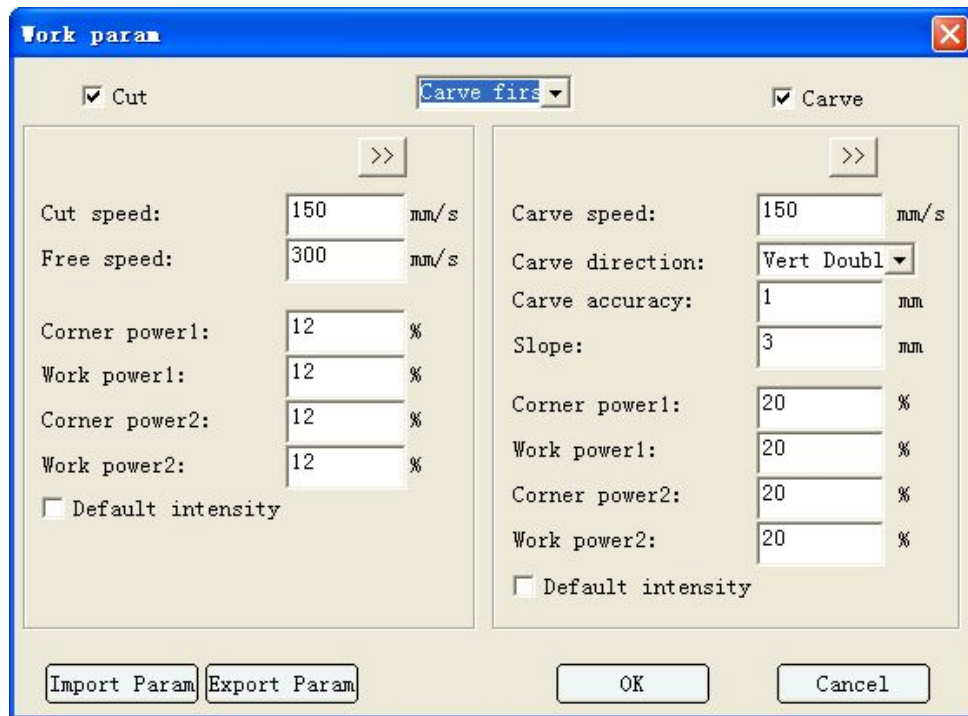 Work param
Cut
Carve firs
Carve
>>
Cut speed: 150 mm/s
Free speed: 300 mm/s
Corner power1: 12 %
Work power1: 12 %
Corner power2: 12 %
Work power2: 12 %
Default intensity
>>
Carve speed: 150 mm/s
Carve direction: Vert Doubl
Carve accuracy: 1 mm
Slope: 3 mm
Corner power1: 20 %
Work power1: 20 %
Corner power2: 20 %
Work power2: 20 %
Default intensity
Import Param Export Param OK Cancel